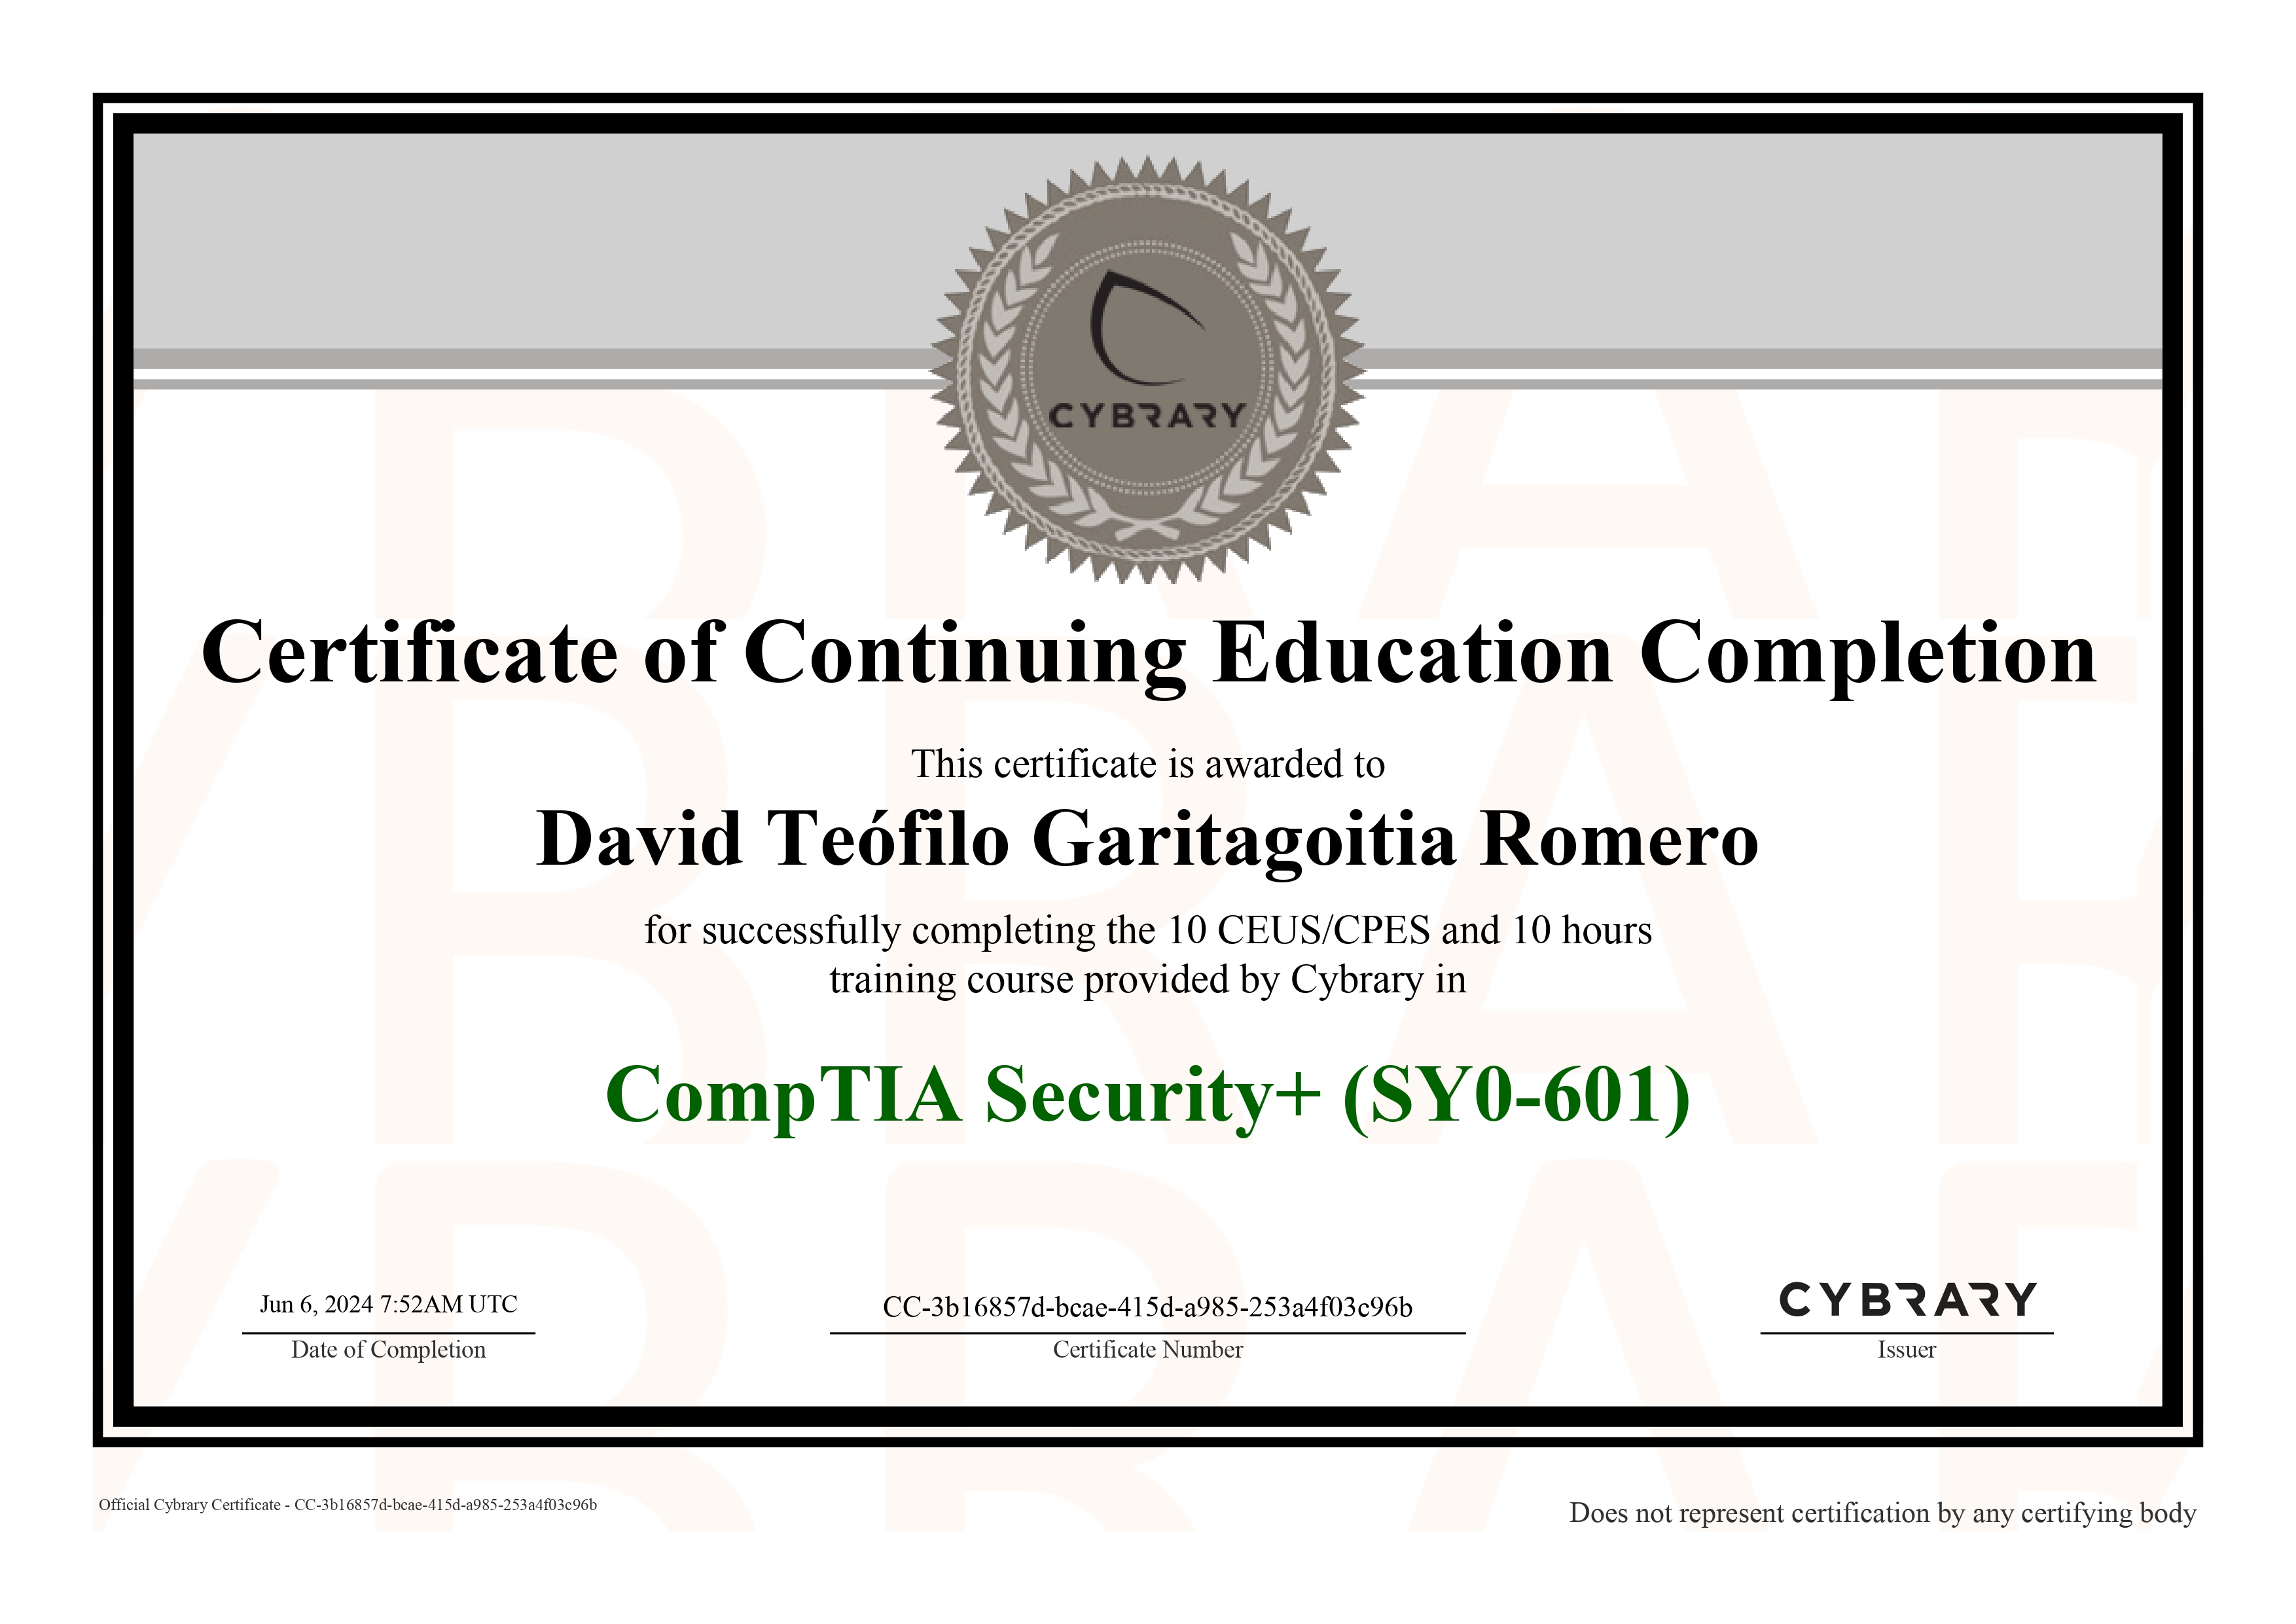 CYBRARY
Certificate of Continuing Education Completion
This certificate is awarded to
David Teófilo Garitagoitia Romero
for successfully completing the 10 CEUS/CPES and 10 hours
training course provided by Cybrary in
CompTIA Security+ (SY0-601)
Jun 6, 2024 7:52AM UTC
Date of Completion
CC-3b16857d-bcae-415d-a985-253a4f03c96b
Certificate Number
CYBRARY
Issuer
Official Cybrary Certificate - CC-3b16857d-bcae-415d-a985-253a4f03c96b
Does not represent certification by any certifying body